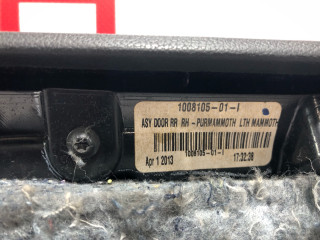 1008105-01-I
ASY DOOR RR RH - PURMAMMOTH LTH MAMMOTH
Apr 1 2013
1008105-01-I
17:32:38